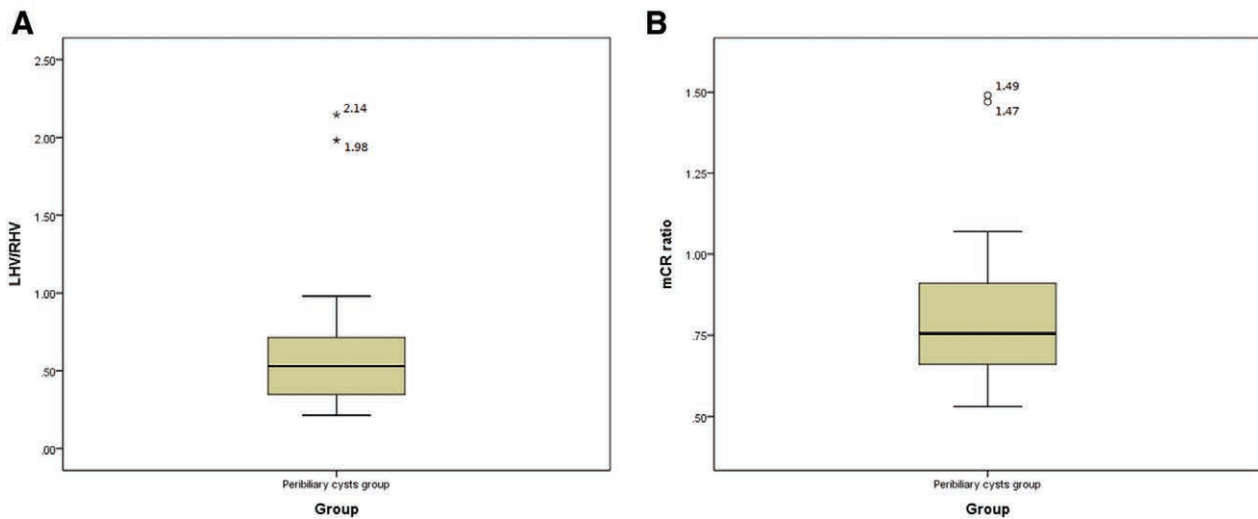 A
2.50
2.00
1.50
1.00
.50
.00
LHV/RHV
2.14
1.98
Peribiliary cysts group
Group
B
1.50
1.25
1.00
.75
.50
mCR ratio
1.49
1.47
Peribiliary cysts group
Group